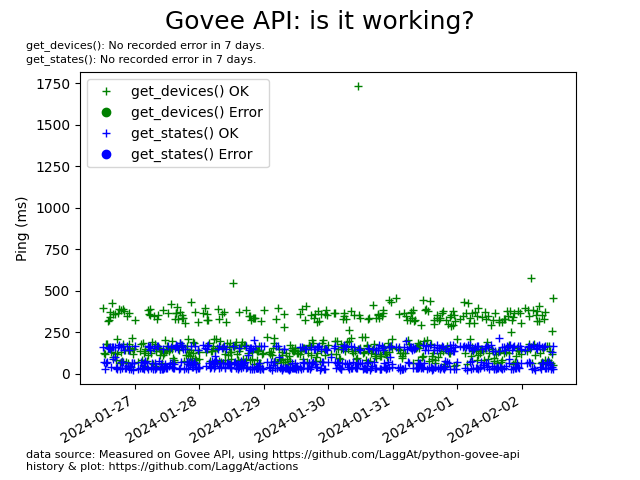 Govee API: is it working?
get_devices(): No recorded error in 7 days.
get_states(): No recorded error in 7 days.
get_devices() OK
get_devices() Error
get_states() OK
get_states() Error
Ping (ms)
1750
1500
1250
1000
750
500
250
0
2024-01-27
2024-01-28
2024-01-29
2024-01-30
2024-01-31
2024-02-01
2024-02-02
data source: Measured on Govee API, using https://github.com/LaggAt/python-govee-api
history & plot: https://github.com/LaggAt/actions